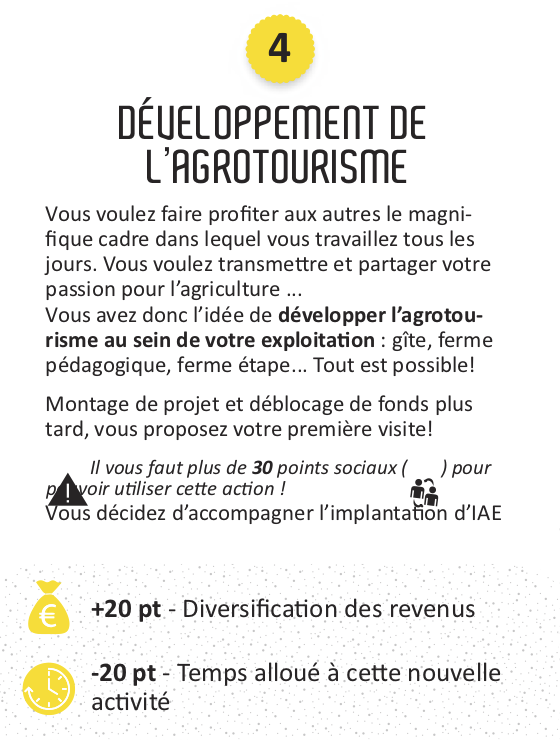 4
DÉVELOPPEMENT DE
L’AGROTOURISME
Vous voulez faire profiter aux autres le magni-
fique cadre dans lequel vous travaillez tous les
jours. Vous voulez transmettre et partager votre
passion pour l’agriculture ...
Vous avez donc l’idée de développer l’agrotou-
risme au sein de votre exploitation : gîte, ferme
pédagogique, ferme étape... Tout est possible!
Montage de projet et déblocage de fonds plus
tard, vous proposez votre première visite!
Il vous faut plus de 30 points sociaux ( ) pour
pouvoir utiliser cette action !
Vous décidez d’accompagner l’implantation d’IAE
+20 pt - Diversification des revenus
-20 pt - Temps alloué à cette nouvelle
activité